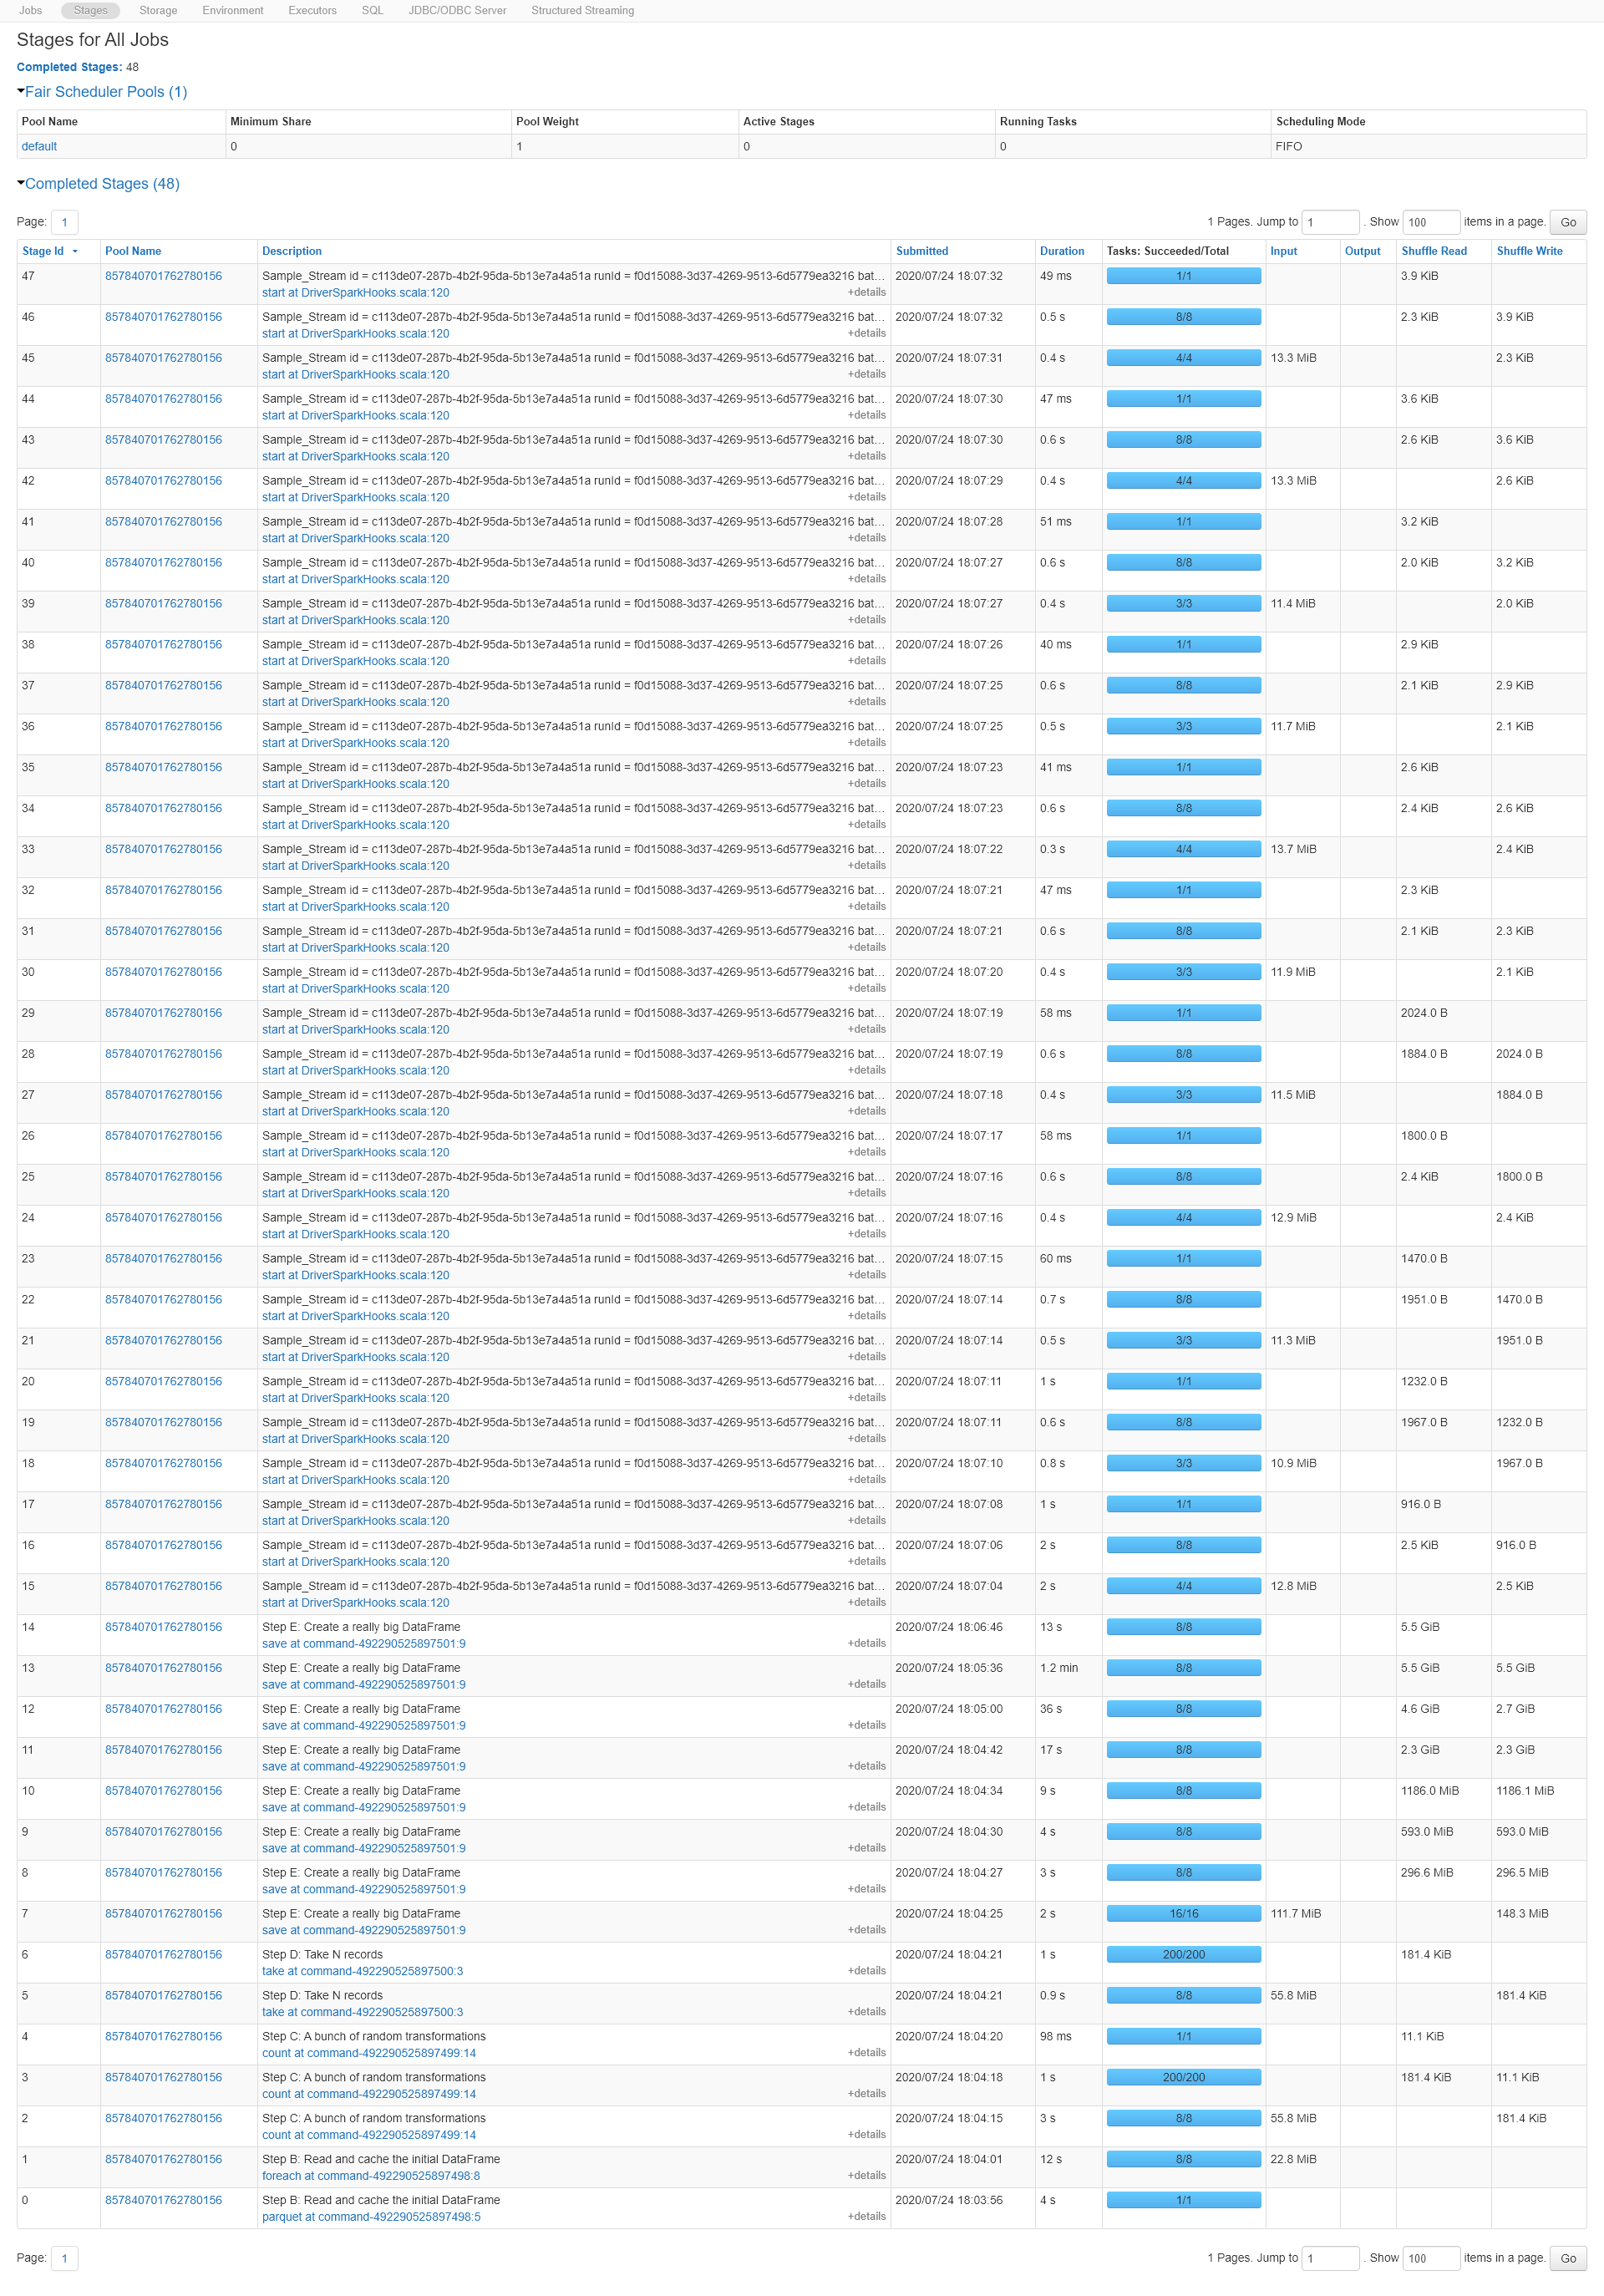 Jobs Stages Storage Environment Executors SQL JDBC/ODBC Server Structured Streaming
Stages for All Jobs
Completed Stages: 48
Fair Scheduler Pools (1)
Pool Name Minimum Share Pool Weight Active Stages Running Tasks Scheduling Mode
default 0 1 0 0 FIFO
Completed Stages (48)
Page: 1 1 Pages. Jump to 1 . Show 100 items in a page. Go
Stage Id Pool Name Description Submitted Duration Tasks: Succeeded/Total Input Output Shuffle Read Shuffle Write
47 857840701762780156 Sample_Stream id = c113de07-287b-4b2f-95da-5b13e7a4a51a runId = f0d15088-3d37-4269-9513-6d5779ea3216 bat... 2020/07/24 18:07:32 49 ms 1/1 3.9 KiB
start at DriverSparkHooks.scala:120 +details
46 857840701762780156 Sample_Stream id = c113de07-287b-4b2f-95da-5b13e7a4a51a runId = f0d15088-3d37-4269-9513-6d5779ea3216 bat... 2020/07/24 18:07:32 0.5 s 8/8 2.3 KiB 3.9 KiB
start at DriverSparkHooks.scala:120 +details
45 857840701762780156 Sample_Stream id = c113de07-287b-4b2f-95da-5b13e7a4a51a runId = f0d15088-3d37-4269-9513-6d5779ea3216 bat... 2020/07/24 18:07:31 0.4 s 4/4 13.3 MiB 2.3 KiB
start at DriverSparkHooks.scala:120 +details
44 857840701762780156 Sample_Stream id = c113de07-287b-4b2f-95da-5b13e7a4a51a runId = f0d15088-3d37-4269-9513-6d5779ea3216 bat... 2020/07/24 18:07:30 47 ms 1/1 3.6 KiB
start at DriverSparkHooks.scala:120 +details
43 857840701762780156 Sample_Stream id = c113de07-287b-4b2f-95da-5b13e7a4a51a runId = f0d15088-3d37-4269-9513-6d5779ea3216 bat... 2020/07/24 18:07:30 0.6 s 8/8 2.6 KiB 3.6 KiB
start at DriverSparkHooks.scala:120 +details
42 857840701762780156 Sample_Stream id = c113de07-287b-4b2f-95da-5b13e7a4a51a runId = f0d15088-3d37-4269-9513-6d5779ea3216 bat... 2020/07/24 18:07:29 0.4 s 4/4 13.3 MiB 2.6 KiB
start at DriverSparkHooks.scala:120 +details
41 857840701762780156 Sample_Stream id = c113de07-287b-4b2f-95da-5b13e7a4a51a runId = f0d15088-3d37-4269-9513-6d5779ea3216 bat... 2020/07/24 18:07:28 51 ms 1/1 3.2 KiB
start at DriverSparkHooks.scala:120 +details
40 857840701762780156 Sample_Stream id = c113de07-287b-4b2f-95da-5b13e7a4a51a runId = f0d15088-3d37-4269-9513-6d5779ea3216 bat... 2020/07/24 18:07:27 0.6 s 8/8 2.0 KiB 3.2 KiB
start at DriverSparkHooks.scala:120 +details
39 857840701762780156 Sample_Stream id = c113de07-287b-4b2f-95da-5b13e7a4a51a runId = f0d15088-3d37-4269-9513-6d5779ea3216 bat... 2020/07/24 18:07:27 0.4 s 3/3 11.4 MiB 2.0 KiB
start at DriverSparkHooks.scala:120 +details
38 857840701762780156 Sample_Stream id = c113de07-287b-4b2f-95da-5b13e7a4a51a runId = f0d15088-3d37-4269-9513-6d5779ea3216 bat... 2020/07/24 18:07:26 40 ms 1/1 2.9 KiB
start at DriverSparkHooks.scala:120 +details
37 857840701762780156 Sample_Stream id = c113de07-287b-4b2f-95da-5b13e7a4a51a runId = f0d15088-3d37-4269-9513-6d5779ea3216 bat... 2020/07/24 18:07:25 0.6 s 8/8 2.1 KiB 2.9 KiB
start at DriverSparkHooks.scala:120 +details
36 857840701762780156 Sample_Stream id = c113de07-287b-4b2f-95da-5b13e7a4a51a runId = f0d15088-3d37-4269-9513-6d5779ea3216 bat... 2020/07/24 18:07:25 0.5 s 3/3 11.7 MiB 2.1 KiB
start at DriverSparkHooks.scala:120 +details
35 857840701762780156 Sample_Stream id = c113de07-287b-4b2f-95da-5b13e7a4a51a runId = f0d15088-3d37-4269-9513-6d5779ea3216 bat... 2020/07/24 18:07:23 41 ms 1/1 2.6 KiB
start at DriverSparkHooks.scala:120 +details
34 857840701762780156 Sample_Stream id = c113de07-287b-4b2f-95da-5b13e7a4a51a runId = f0d15088-3d37-4269-9513-6d5779ea3216 bat... 2020/07/24 18:07:23 0.6 s 8/8 2.4 KiB 2.6 KiB
start at DriverSparkHooks.scala:120 +details
33 857840701762780156 Sample_Stream id = c113de07-287b-4b2f-95da-5b13e7a4a51a runId = f0d15088-3d37-4269-9513-6d5779ea3216 bat... 2020/07/24 18:07:22 0.3 s 4/4 13.7 MiB 2.4 KiB
start at DriverSparkHooks.scala:120 +details
32 857840701762780156 Sample_Stream id = c113de07-287b-4b2f-95da-5b13e7a4a51a runId = f0d15088-3d37-4269-9513-6d5779ea3216 bat... 2020/07/24 18:07:21 47 ms 1/1 2.3 KiB
start at DriverSparkHooks.scala:120 +details
31 857840701762780156 Sample_Stream id = c113de07-287b-4b2f-95da-5b13e7a4a51a runId = f0d15088-3d37-4269-9513-6d5779ea3216 bat... 2020/07/24 18:07:21 0.6 s 8/8 2.1 KiB 2.3 KiB
start at DriverSparkHooks.scala:120 +details
30 857840701762780156 Sample_Stream id = c113de07-287b-4b2f-95da-5b13e7a4a51a runId = f0d15088-3d37-4269-9513-6d5779ea3216 bat... 2020/07/24 18:07:20 0.4 s 3/3 11.9 MiB 2.1 KiB
start at DriverSparkHooks.scala:120 +details
29 857840701762780156 Sample_Stream id = c113de07-287b-4b2f-95da-5b13e7a4a51a runId = f0d15088-3d37-4269-9513-6d5779ea3216 bat... 2020/07/24 18:07:19 58 ms 1/1 2024.0 B
start at DriverSparkHooks.scala:120 +details
28 857840701762780156 Sample_Stream id = c113de07-287b-4b2f-95da-5b13e7a4a51a runId = f0d15088-3d37-4269-9513-6d5779ea3216 bat... 2020/07/24 18:07:19 0.6 s 8/8 1884.0 B 2024.0 B
start at DriverSparkHooks.scala:120 +details
27 857840701762780156 Sample_Stream id = c113de07-287b-4b2f-95da-5b13e7a4a51a runId = f0d15088-3d37-4269-9513-6d5779ea3216 bat... 2020/07/24 18:07:18 0.4 s 3/3 11.5 MiB 1884.0 B
start at DriverSparkHooks.scala:120 +details
26 857840701762780156 Sample_Stream id = c113de07-287b-4b2f-95da-5b13e7a4a51a runId = f0d15088-3d37-4269-9513-6d5779ea3216 bat... 2020/07/24 18:07:17 58 ms 1/1 1800.0 B
start at DriverSparkHooks.scala:120 +details
25 857840701762780156 Sample_Stream id = c113de07-287b-4b2f-95da-5b13e7a4a51a runId = f0d15088-3d37-4269-9513-6d5779ea3216 bat... 2020/07/24 18:07:16 0.6 s 8/8 2.4 KiB 1800.0 B
start at DriverSparkHooks.scala:120 +details
24 857840701762780156 Sample_Stream id = c113de07-287b-4b2f-95da-5b13e7a4a51a runId = f0d15088-3d37-4269-9513-6d5779ea3216 bat... 2020/07/24 18:07:16 0.4 s 4/4 12.9 MiB 2.4 KiB
start at DriverSparkHooks.scala:120 +details
23 857840701762780156 Sample_Stream id = c113de07-287b-4b2f-95da-5b13e7a4a51a runId = f0d15088-3d37-4269-9513-6d5779ea3216 bat... 2020/07/24 18:07:15 60 ms 1/1 1470.0 B
start at DriverSparkHooks.scala:120 +details
22 857840701762780156 Sample_Stream id = c113de07-287b-4b2f-95da-5b13e7a4a51a runId = f0d15088-3d37-4269-9513-6d5779ea3216 bat... 2020/07/24 18:07:14 0.7 s 8/8 1951.0 B 1470.0 B
start at DriverSparkHooks.scala:120 +details
21 857840701762780156 Sample_Stream id = c113de07-287b-4b2f-95da-5b13e7a4a51a runId = f0d15088-3d37-4269-9513-6d5779ea3216 bat... 2020/07/24 18:07:14 0.5 s 3/3 11.3 MiB 1951.0 B
start at DriverSparkHooks.scala:120 +details
20 857840701762780156 Sample_Stream id = c113de07-287b-4b2f-95da-5b13e7a4a51a runId = f0d15088-3d37-4269-9513-6d5779ea3216 bat... 2020/07/24 18:07:11 1 s 1/1 1232.0 B
start at DriverSparkHooks.scala:120 +details
19 857840701762780156 Sample_Stream id = c113de07-287b-4b2f-95da-5b13e7a4a51a runId = f0d15088-3d37-4269-9513-6d5779ea3216 bat... 2020/07/24 18:07:11 0.6 s 8/8 1967.0 B 1232.0 B
start at DriverSparkHooks.scala:120 +details
18 857840701762780156 Sample_Stream id = c113de07-287b-4b2f-95da-5b13e7a4a51a runId = f0d15088-3d37-4269-9513-6d5779ea3216 bat... 2020/07/24 18:07:10 0.8 s 3/3 10.9 MiB 1967.0 B
start at DriverSparkHooks.scala:120 +details
17 857840701762780156 Sample_Stream id = c113de07-287b-4b2f-95da-5b13e7a4a51a runId = f0d15088-3d37-4269-9513-6d5779ea3216 bat... 2020/07/24 18:07:08 1 s 1/1 916.0 B
start at DriverSparkHooks.scala:120 +details
16 857840701762780156 Sample_Stream id = c113de07-287b-4b2f-95da-5b13e7a4a51a runId = f0d15088-3d37-4269-9513-6d5779ea3216 bat... 2020/07/24 18:07:06 2 s 8/8 2.5 KiB 916.0 B
start at DriverSparkHooks.scala:120 +details
15 857840701762780156 Sample_Stream id = c113de07-287b-4b2f-95da-5b13e7a4a51a runId = f0d15088-3d37-4269-9513-6d5779ea3216 bat... 2020/07/24 18:07:04 2 s 4/4 12.8 MiB 2.5 KiB
start at DriverSparkHooks.scala:120 +details
14 857840701762780156 Step E: Create a really big DataFrame 2020/07/24 18:06:46 13 s 8/8 5.5 GiB
save at command-492290525897501:9 +details
13 857840701762780156 Step E: Create a really big DataFrame 2020/07/24 18:05:36 1.2 min 8/8 5.5 GiB 5.5 GiB
save at command-492290525897501:9 +details
12 857840701762780156 Step E: Create a really big DataFrame 2020/07/24 18:05:00 36 s 8/8 4.6 GiB 2.7 GiB
save at command-492290525897501:9 +details
11 857840701762780156 Step E: Create a really big DataFrame 2020/07/24 18:04:42 17 s 8/8 2.3 GiB 2.3 GiB
save at command-492290525897501:9 +details
10 857840701762780156 Step E: Create a really big DataFrame 2020/07/24 18:04:34 9 s 8/8 1186.0 MiB 1186.1 MiB
save at command-492290525897501:9 +details
9 857840701762780156 Step E: Create a really big DataFrame 2020/07/24 18:04:30 4 s 8/8 593.0 MiB 593.0 MiB
save at command-492290525897501:9 +details
8 857840701762780156 Step E: Create a really big DataFrame 2020/07/24 18:04:27 3 s 8/8 296.6 MiB 296.5 MiB
save at command-492290525897501:9 +details
7 857840701762780156 Step E: Create a really big DataFrame 2020/07/24 18:04:25 2 s 16/16 111.7 MiB 148.3 MiB
save at command-492290525897501:9 +details
6 857840701762780156 Step D: Take N records 2020/07/24 18:04:21 1 s 200/200 181.4 KiB
take at command-492290525897500:3 +details
5 857840701762780156 Step D: Take N records 2020/07/24 18:04:21 0.9 s 8/8 55.8 MiB 181.4 KiB
take at command-492290525897500:3 +details
4 857840701762780156 Step C: A bunch of random transformations 2020/07/24 18:04:20 98 ms 1/1 11.1 KiB
count at command-492290525897499:14 +details
3 857840701762780156 Step C: A bunch of random transformations 2020/07/24 18:04:18 1 s 200/200 181.4 KiB 11.1 KiB
count at command-492290525897499:14 +details
2 857840701762780156 Step C: A bunch of random transformations 2020/07/24 18:04:15 3 s 8/8 55.8 MiB 181.4 KiB
count at command-492290525897499:14 +details
1 857840701762780156 Step B: Read and cache the initial DataFrame 2020/07/24 18:04:01 12 s 8/8 22.8 MiB
foreach at command-492290525897498:8 +details
0 857840701762780156 Step B: Read and cache the initial DataFrame 2020/07/24 18:03:56 4 s 1/1
parquet at command-492290525897498:5 +details
Page: 1 1 Pages. Jump to 1 . Show 100 items in a page. Go